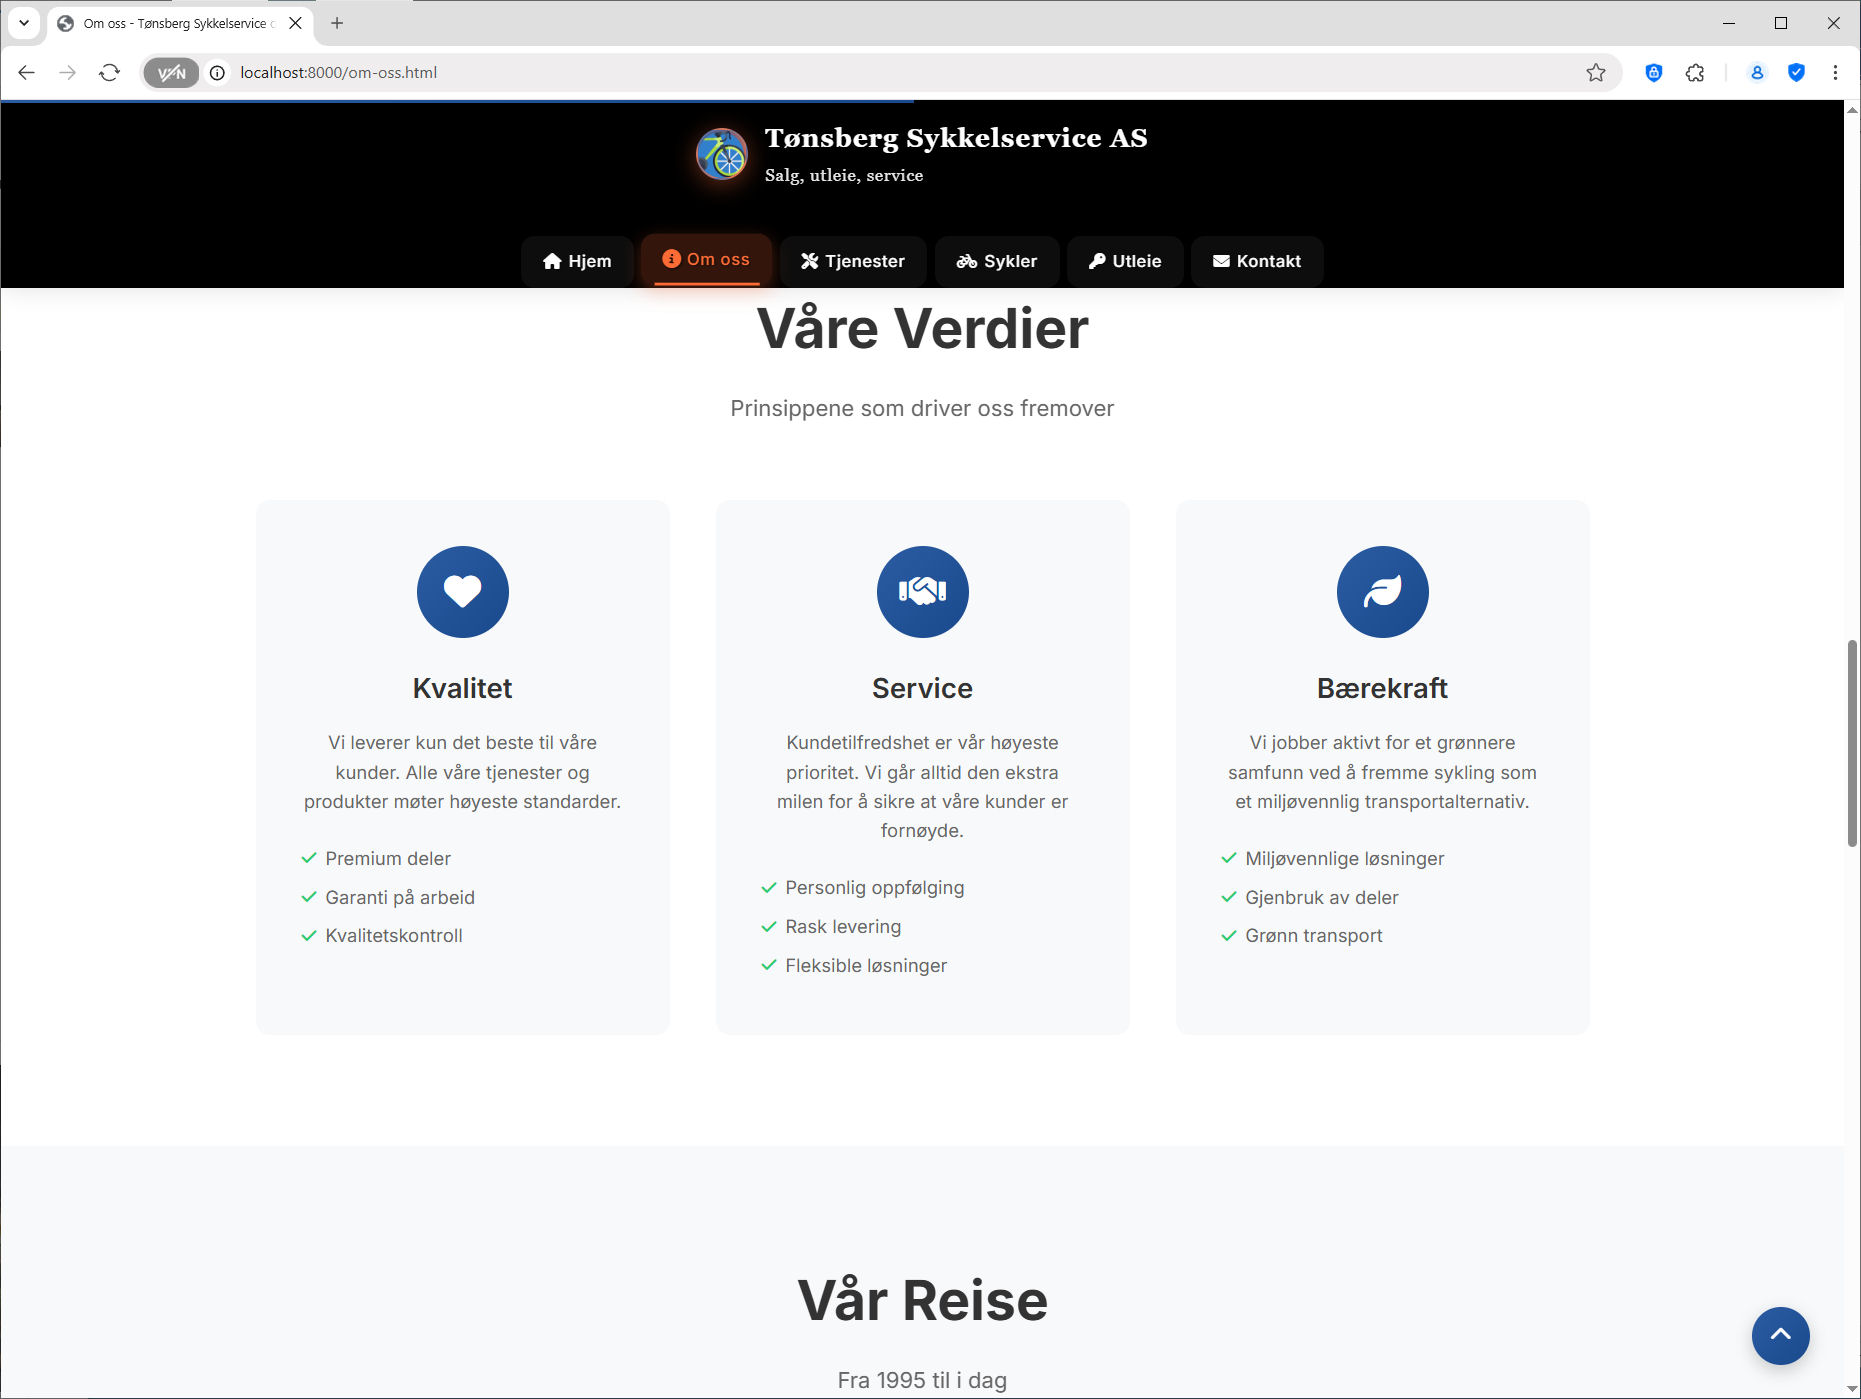 Om oss - Tønsberg Sykkelservice
VPN
localhost:8000/om-oss.html
Tønsberg Sykkelservice AS
Salg, utleie, service
Hjem
Om oss
Tjenester
Sykler
Utleie
Kontakt
Våre Verdier
Prinsippene som driver oss fremover
Kvalitet
Vi leverer kun det beste til våre
kunder. Alle våre tjenester og
produkter møter høyeste standarder.
Premium deler
Garanti på arbeid
Kvalitetskontroll
Service
Kundetilfredshet er vår høyeste
prioritet. Vi går alltid den ekstra
milen for å sikre at våre kunder er
fornøyde.
Personlig oppfølging
Rask levering
Fleksible løsninger
Bærekraft
Vi jobber aktivt for et grønnere
samfunn ved å fremme sykling som
et miljøvennlig transportalternativ.
Miljøvennlige løsninger
Gjenbruk av deler
Grønn transport
Vår Reise
Fra 1995 til i dag